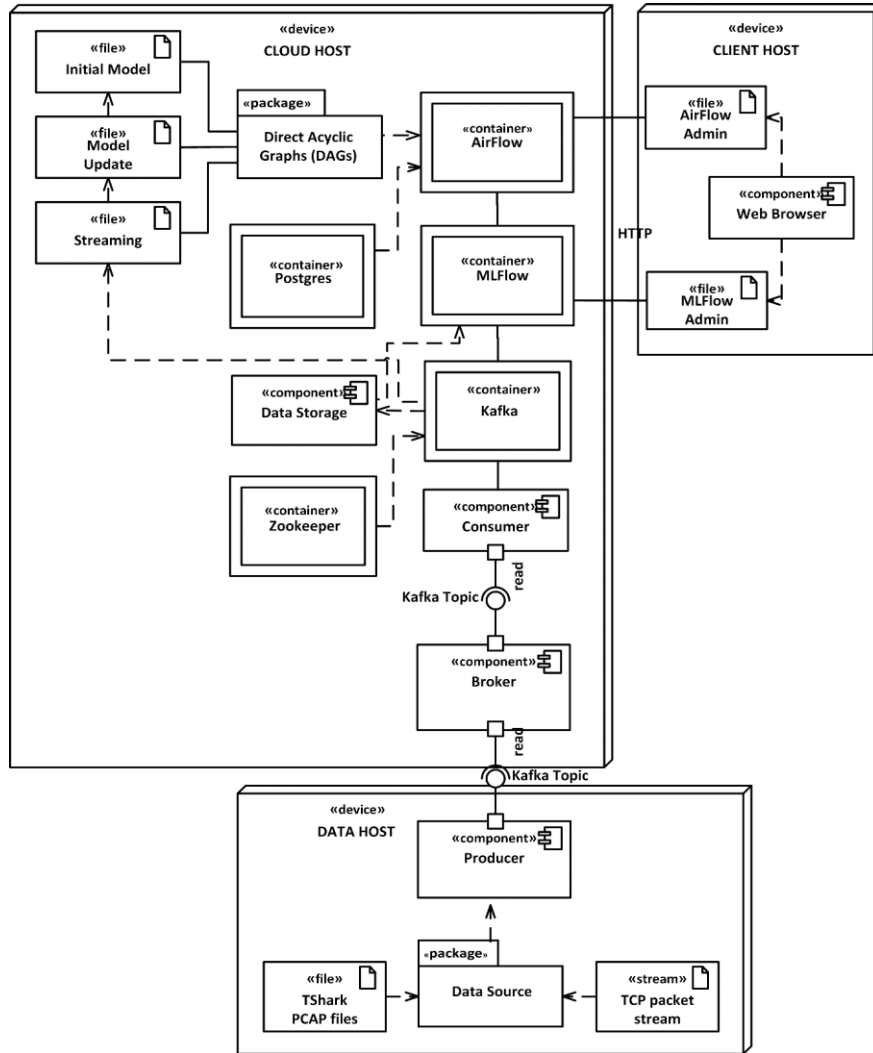 «device»
CLOUD HOST
«file»
Initial Model
«file»
Model
Update
«file»
Streaming
«package»
Direct Acyclic
Graphs (DAGs)
«container»
AirFlow
«container»
Postgres
«container»
MLFlow
«component»
Data Storage
«container»
Kafka
«container»
Zookeeper
«component»
Consumer
read
Kafka Topic
«component»
Broker
read
Kafka Topic
«device»
CLIENT HOST
«file»
AirFlow
Admin
«component»
Web Browser
HTTP
«file»
MLFlow
Admin
«device»
DATA HOST
«component»
Producer
«package»
Data Source
«file»
TShark
PCAP files
«stream»
TCP packet
stream